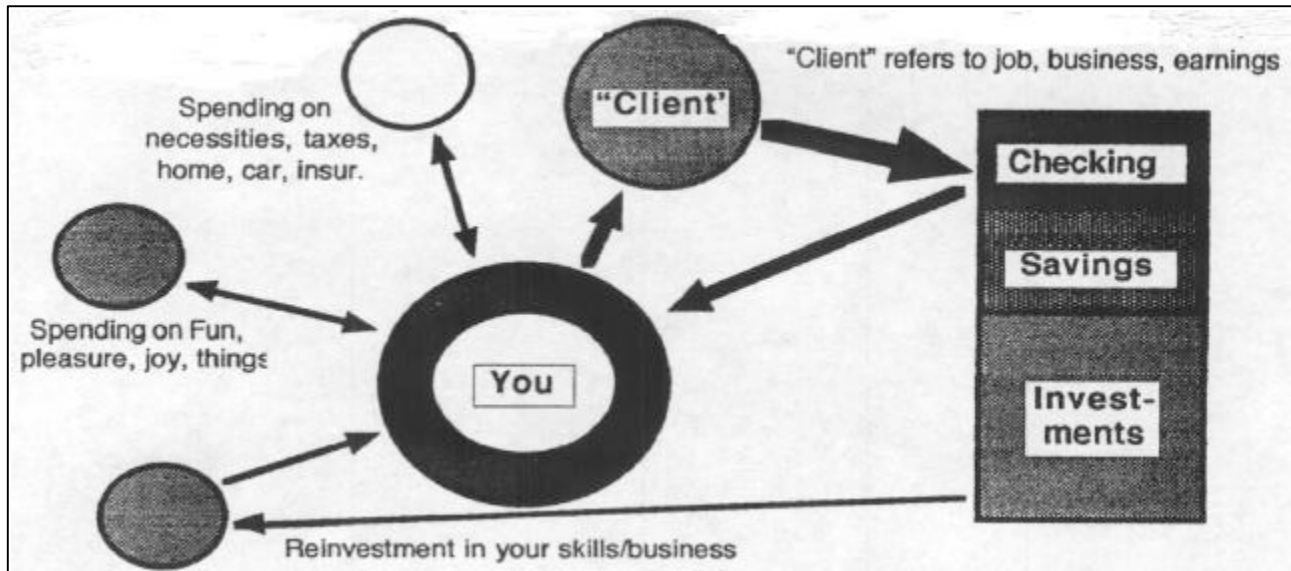 "Client" refers to job, business, earnings
"Client'
Spending on
necessities, taxes,
home, car, insur.
Checking
Savings
Spending on Fun,
pleasure, joy, things
You
Invest-
ments
Reinvestment in your skills/business